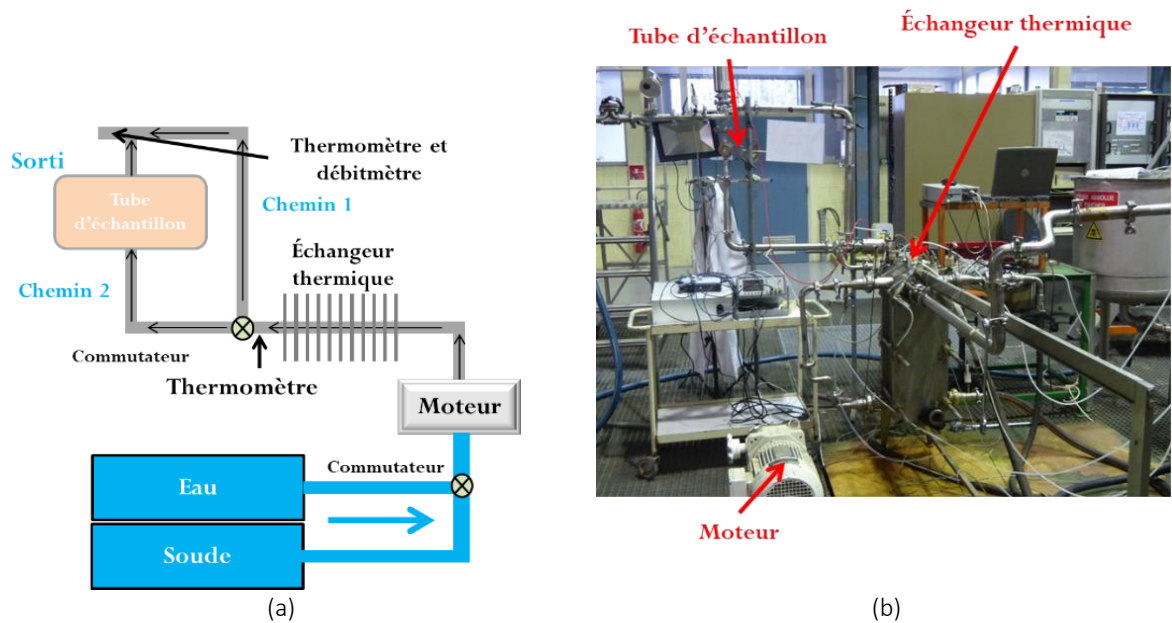 Sorti
Thermomètre et
débitmètre
Tube
d'échantillon
Chemin 1
Échangeur
thermique
Chemin 2
Commutateur
Thermomètre
Moteur
Commutateur
Eau
Soude
(a)
Tube d'échantillon
Échangeur thermique
Moteur
(b)